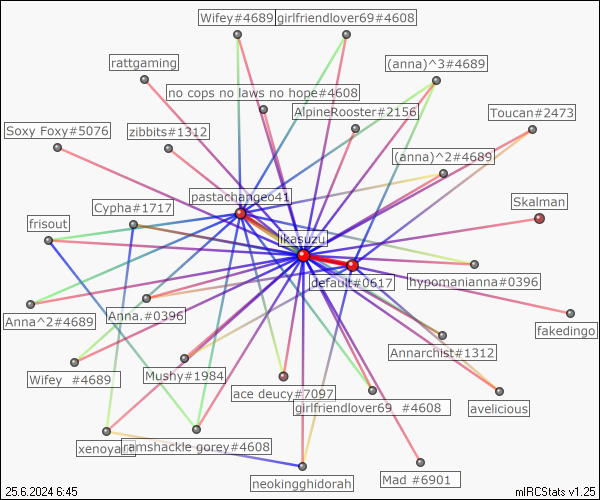 Wifey#4689
girlfriendlover69#4608
rattgaming
(anna)^3#4689
no cops no laws no hope#4608
AlpineRooster#2156
Toucan#2473
Soxy Foxy#5076
zibbits#1312
(anna)^2#4689
pastachangeo41
Skalman
Cypha#1717
frisout
ikasuzu
default#0617
hypomanianna#0396
Anna^2#4689
Anna.#0396
fakedingo
Annarchist#1312
Wifey #4689
Mushy#1984
ace deucy#7097
girlfriendlover69 #4608
avelicious
ramshackle gorey#4608
neokingghidorah
Mad #6901
25.6.2024 6:45
mIRCStats v1.25